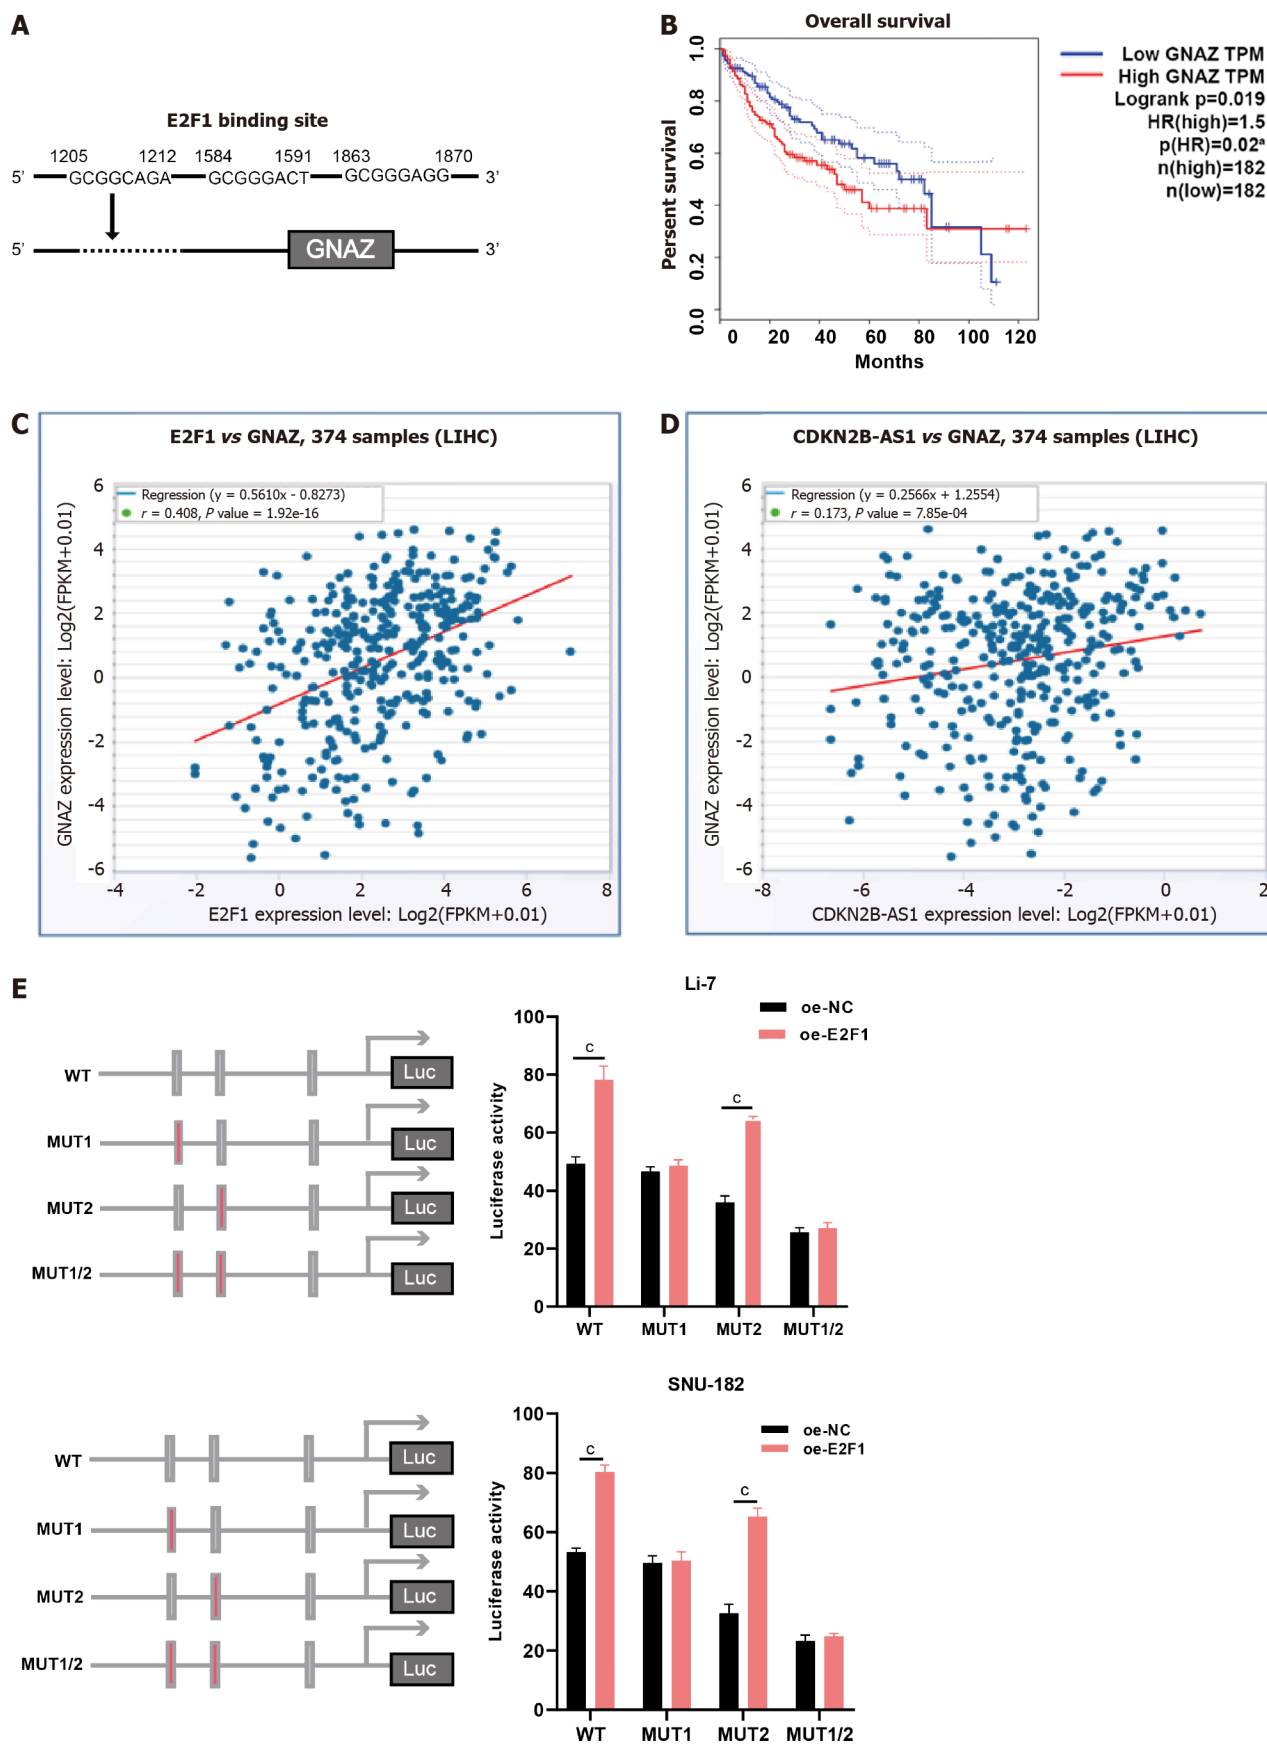 A
E2F1 binding site
1205 1212 1584 1591 1863 1870
5’ GCGGCAGA GCGGGACT GCGGGAGG 3’
5’ GNAZ 3’
B
Overall survival
Low GNAZ TPM
High GNAZ TPM
Logrank p=0.019
HR(high)=1.5
p(HR)=0.02ᵃ
n(high)=182
n(low)=182
Persent survival
1.0
0.8
0.6
0.4
0.2
0.0
0 20 40 60 80 100 120
Months
C
E2F1 vs GNAZ, 374 samples (LIHC)
Regression (y = 0.5610x - 0.8273)
r = 0.408, P value = 1.92e-16
GNAZ expression level: Log2(FPKM+0.01)
6
4
2
0
-2
-4
-6
-4 -2 0 2 4 6 8
E2F1 expression level: Log2(FPKM+0.01)
D
CDKN2B-AS1 vs GNAZ, 374 samples (LIHC)
Regression (y = 0.2566x + 1.2554)
r = 0.173, P value = 7.85e-04
GNAZ expression level: Log2(FPKM+0.01)
6
4
2
0
-2
-4
-6
-8 -6 -4 -2 0 2
CDKN2B-AS1 expression level: Log2(FPKM+0.01)
E
WT Luc
MUT1 Luc
MUT2 Luc
MUT1/2 Luc
Li-7
oe-NC
oe-E2F1
Luciferase activity
100
80
60
40
20
0
c
c
WT MUT1 MUT2 MUT1/2
WT Luc
MUT1 Luc
MUT2 Luc
MUT1/2 Luc
SNU-182
oe-NC
oe-E2F1
Luciferase activity
100
80
60
40
20
0
c
c
WT MUT1 MUT2 MUT1/2